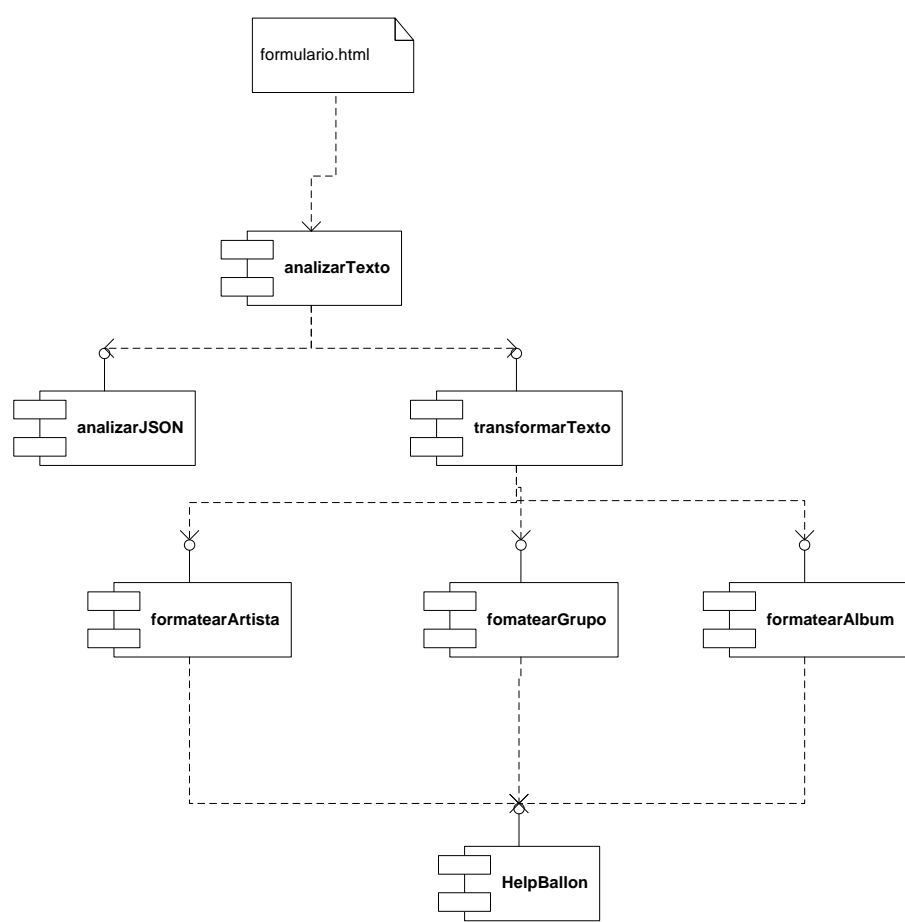 formulario.html
analizarTexto
analizarJSON
transformarTexto
formatearArtista
fomatearGrupo
formatearAlbum
HelpBallon